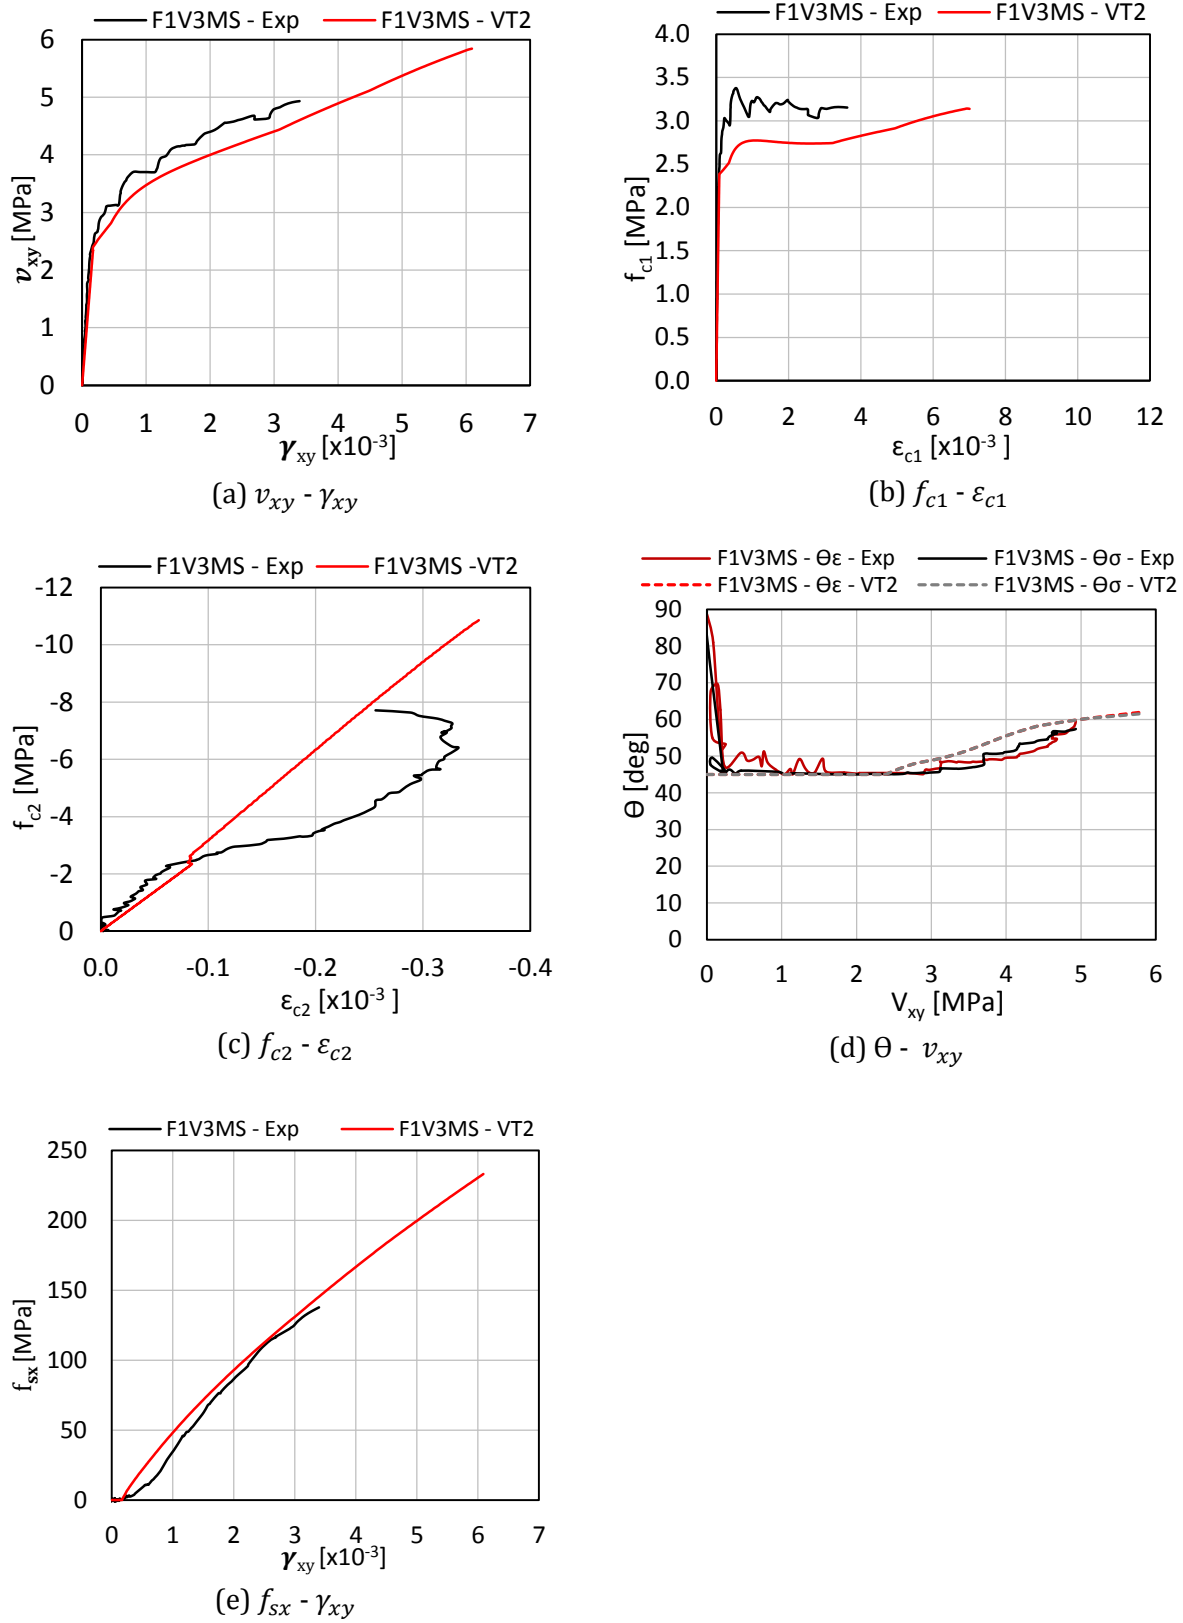 F1V3MS - Exp F1V3MS - VT2
6
5
4
3
2
1
0
v_xy [MPa]
0 1 2 3 4 5 6 7
γ_xy [x10^-3]
(a) v_xy - γ_xy
F1V3MS - Exp F1V3MS - VT2
4.0
3.5
3.0
2.5
2.0
1.5
1.0
0.5
0.0
f_c1 [MPa]
0 2 4 6 8 10 12
ε_c1 [x10^-3 ]
(b) f_c1 - ε_c1
F1V3MS - Exp F1V3MS -VT2
-12
-10
-8
-6
-4
-2
0
f_c2 [MPa]
0.0 -0.1 -0.2 -0.3 -0.4
ε_c2 [x10^-3 ]
(c) f_c2 - ε_c2
F1V3MS - Θε - Exp F1V3MS - Θσ - Exp
F1V3MS - Θε - VT2 F1V3MS - Θσ - VT2
90
80
70
60
50
40
30
20
10
0
Θ [deg]
0 1 2 3 4 5 6
V_xy [MPa]
(d) Θ - v_xy
F1V3MS - Exp F1V3MS - VT2
250
200
150
100
50
0
f_sx [MPa]
0 1 2 3 4 5 6 7
γ_xy [x10^-3]
(e) f_sx - γ_xy